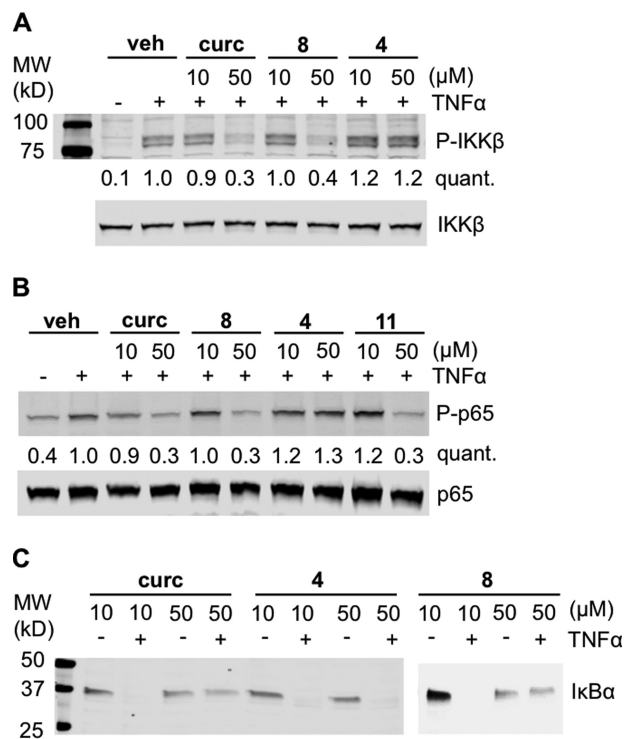 A
veh curc 8 4
MW
(kD)
10 50 10 50 10 50 (μM)
- + + + + + + + TNFα
100
75
P-IKKβ
0.1 1.0 0.9 0.3 1.0 0.4 1.2 1.2 quant.
IKKβ
B
veh curc 8 4 11
10 50 10 50 10 50 10 50 (μM)
- + + + + + + + + + TNFα
P-p65
0.4 1.0 0.9 0.3 1.0 0.3 1.2 1.3 1.2 0.3 quant.
p65
C
curc 4 8
MW
(kD)
10 10 50 50 10 10 50 50 10 10 50 50 (μM)
- + - + - + - + - + - + TNFα
50
37
25
IκBα